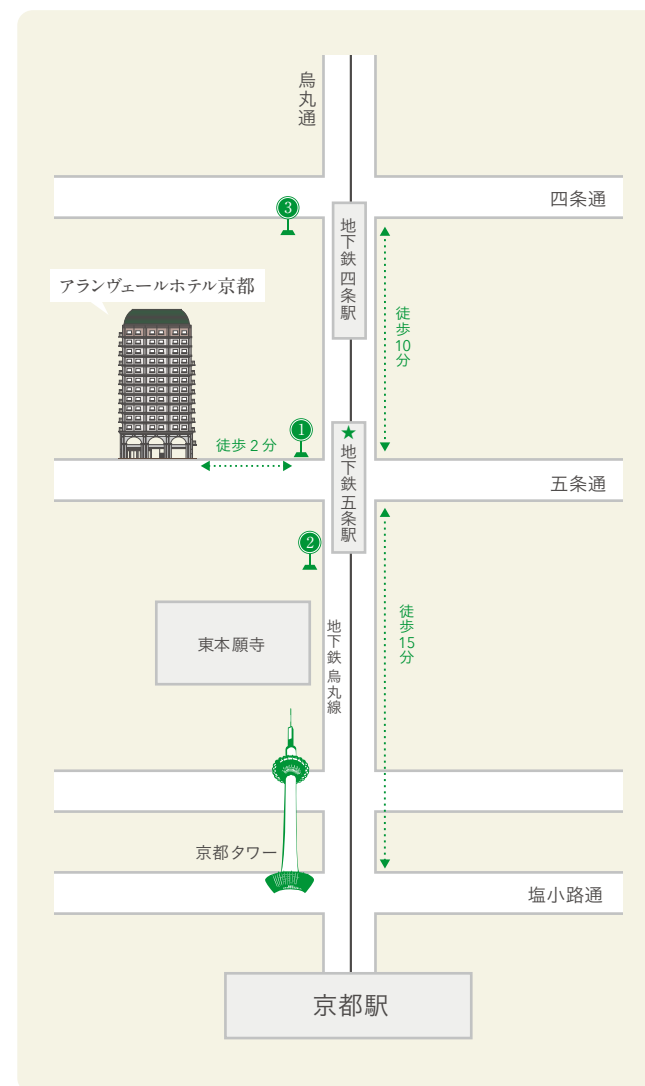 烏丸通
四条通
3
地下鉄四条駅
アランヴェールホテル京都
徒歩10分
1
徒歩2分
★地下鉄五条駅
五条通
2
徒歩15分
東本願寺
地下鉄烏丸線
京都タワー
塩小路通
京都駅